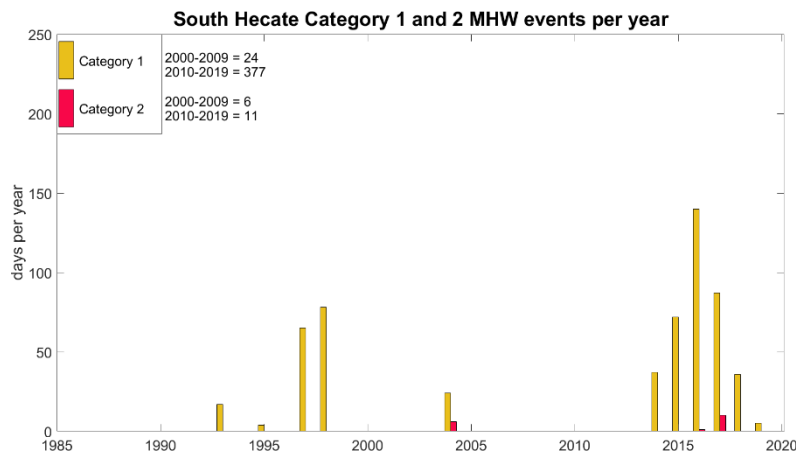 South Hecate Category 1 and 2 MHW events per year
250
200
150
100
50
0
days per year
Category 1
2000-2009 = 24
2010-2019 = 377
Category 2
2000-2009 = 6
2010-2019 = 11
1985 1990 1995 2000 2005 2010 2015 2020